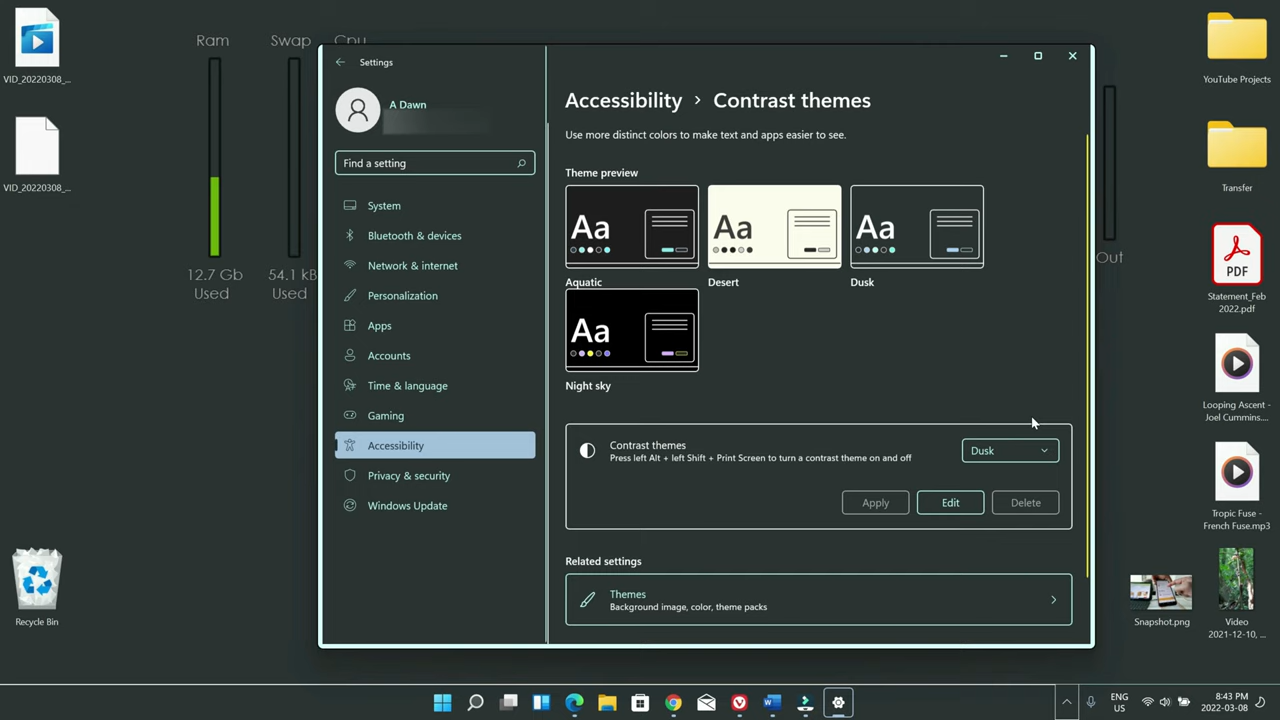 VID_20220308_...
VID_20220308_...
Ram
Swap
Cpu
12.7 Gb
Used
54.1 kB
Used
Out
Settings
A Dawn
Find a setting
System
Bluetooth & devices
Network & internet
Personalization
Apps
Accounts
Time & language
Gaming
Accessibility
Privacy & security
Windows Update
Accessibility > Contrast themes
Use more distinct colors to make text and apps easier to see.
Theme preview
Aa
Aa
Aa
Aquatic
Desert
Dusk
Aa
Night sky
Contrast themes
Press left Alt + left Shift + Print Screen to turn a contrast theme on and off
Dusk
Apply
Edit
Delete
Related settings
Themes
Background image, color, theme packs
YouTube Projects
Transfer
PDF
Statement_Feb
2022.pdf
Looping Ascent -
Joel Cummins....
Tropic Fuse -
French Fuse.mp3
Snapshot.png
Video
2021-12-10, ...
Recycle Bin
ENG
US
8:43 PM
2022-03-08